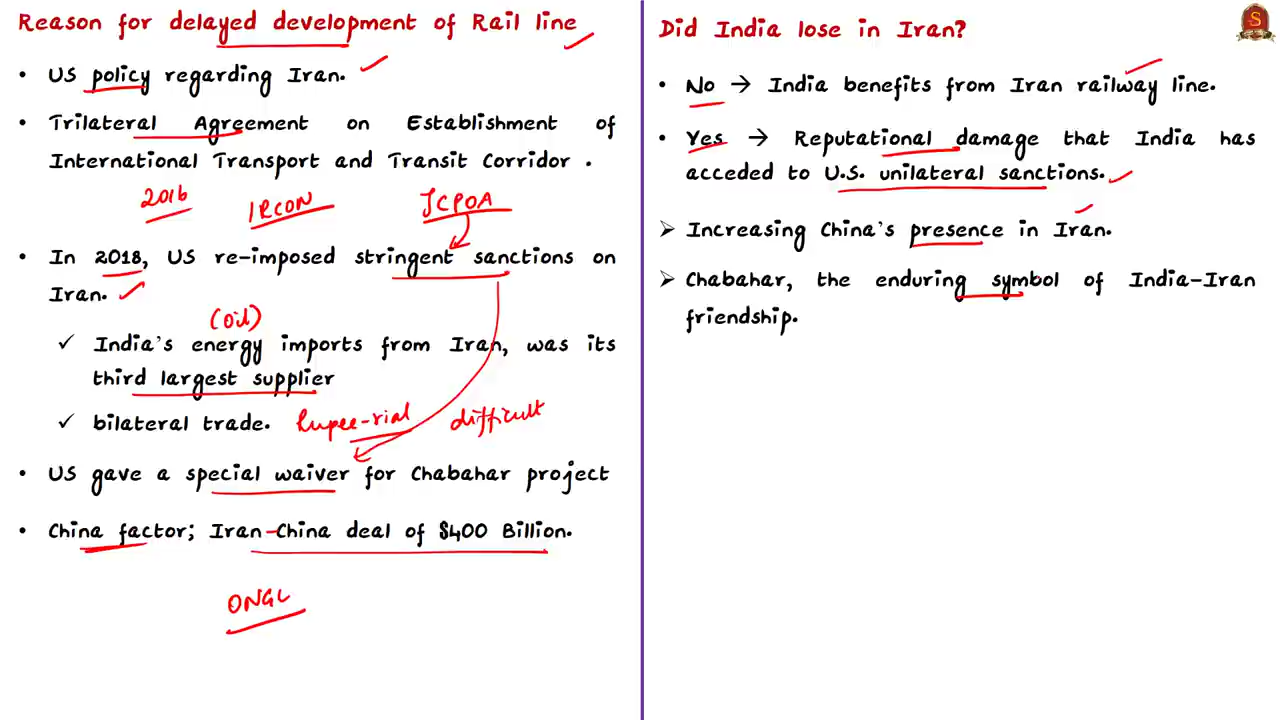 Reason for delayed development of Rail line
• US policy regarding Iran.
• Trilateral Agreement on Establishment of
International Transport and Transit Corridor .
2016 IRCON JCPOA
• In 2018, US re-imposed stringent sanctions on
Iran.
(Oil)
✓ India's energy imports from Iran, was its
third largest supplier
✓ bilateral trade. Rupee-rial difficult
• US gave a special waiver for Chabahar project
• China factor; Iran-China deal of $400 Billion.
ONGC
Did India lose in Iran?
• No → India benefits from Iran railway line.
• Yes → Reputational damage that India has
acceded to U.S. unilateral sanctions.
➢ Increasing China's presence in Iran.
➢ Chabahar, the enduring symbol of India-Iran
friendship.
S